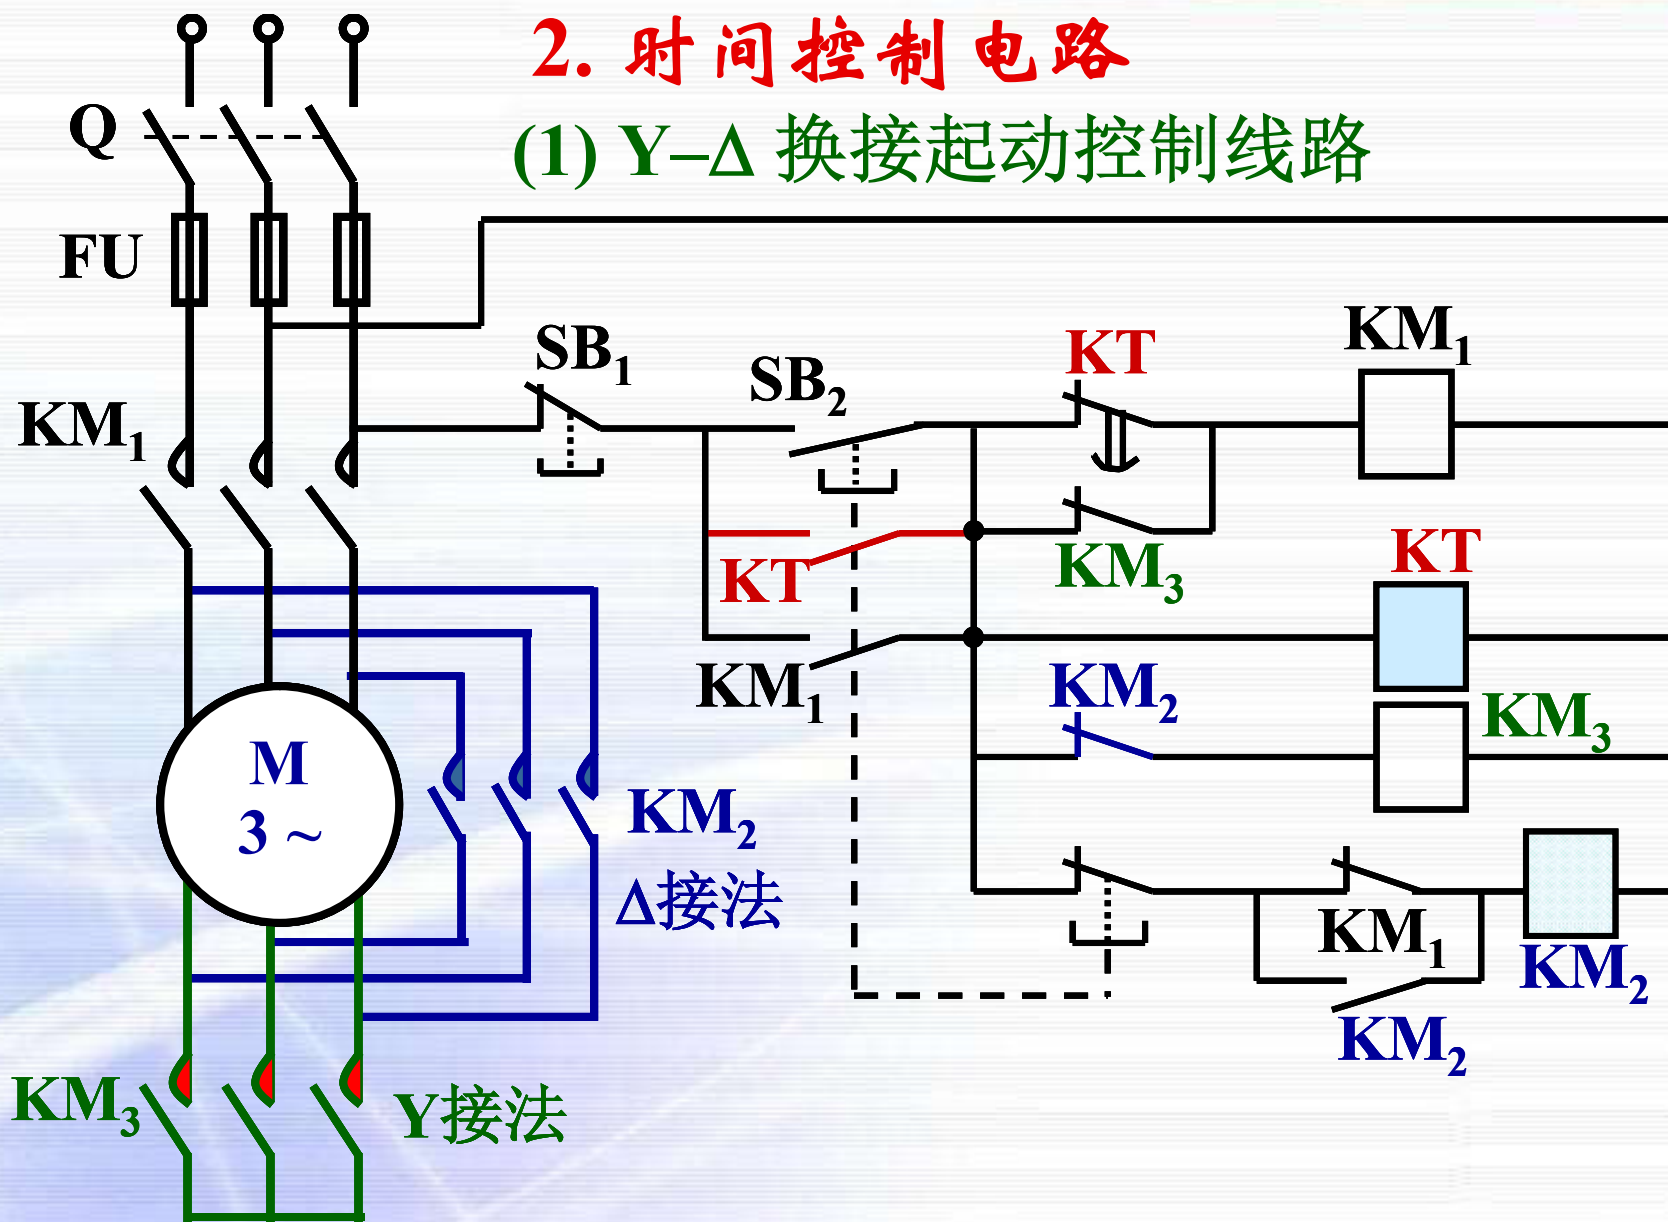 2. 时间控制电路
(1) Y–Δ 换接起动控制线路
Q
FU
KM₁
SB₁
SB₂
KT
KM₁
KT
KM₃
KT
KM₁
KM₂
KM₃
M
3 ~
KM₂
Δ接法
KM₁
KM₂
KM₂
KM₃
Y接法